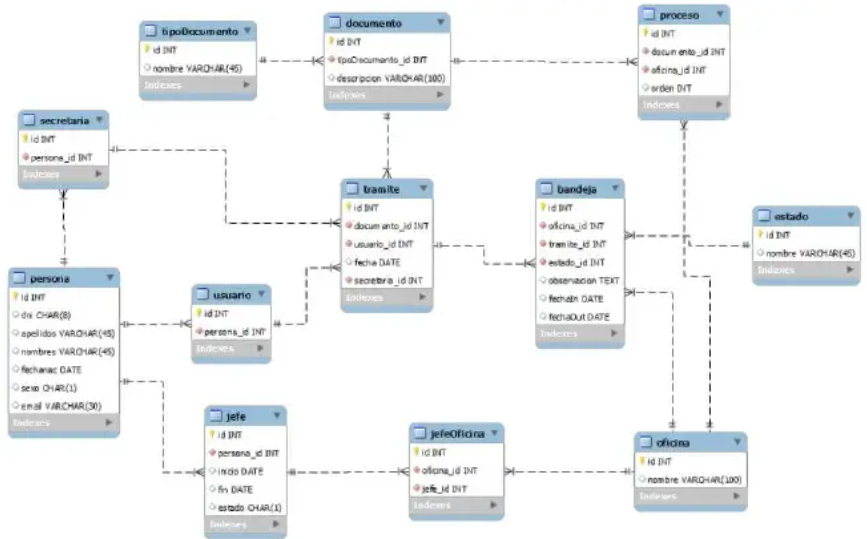 tipoDocumento
id INT
nombre VARCHAR(45)
Indexes
documento
id INT
tipoDocumento_id INT
descripcion VARCHAR(100)
Indexes
proceso
id INT
documento_id INT
oficina_id INT
orden INT
Indexes
secretaria
id INT
persona_id INT
Indexes
tramite
id INT
documento_id INT
usuario_id INT
fecha DATE
secretaria_id INT
Indexes
bandeja
id INT
oficina_id INT
tramite_id INT
estado_id INT
observacion TEXT
fechaIn DATE
fechaOut DATE
Indexes
estado
id INT
nombre VARCHAR(45)
Indexes
persona
id INT
dni CHAR(8)
apellidos VARCHAR(45)
nombres VARCHAR(45)
fechanac DATE
sexo CHAR(1)
email VARCHAR(30)
Indexes
usuario
id INT
persona_id INT
Indexes
jefe
id INT
persona_id INT
inicio DATE
fin DATE
estado CHAR(1)
Indexes
jefeOficina
id INT
oficina_id INT
jefe_id INT
Indexes
oficina
id INT
nombre VARCHAR(100)
Indexes